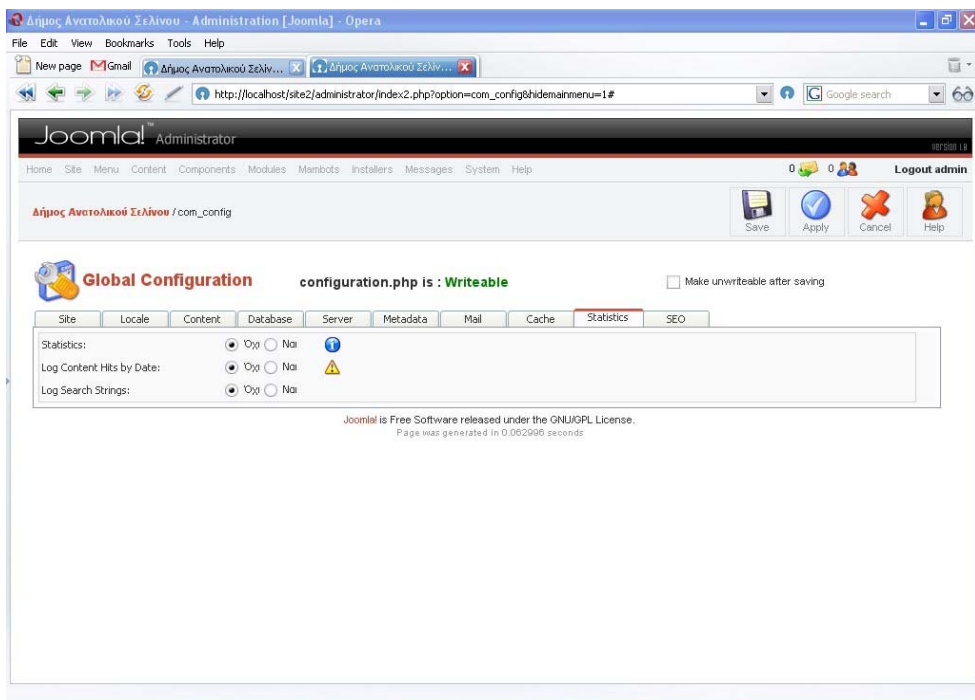 Δήμος Ανατολικού Σελίνου - Administration [Joomla] - Opera
File Edit View Bookmarks Tools Help
New page Gmail Δήμος Ανατολικού Σελίν... Δήμος Ανατολικού Σελίν...
http://localhost/site2/administrator/index2.php?option=com_config&hidemainmenu=1# Google search
Joomla!™ Administrator
version 1.0
Home Site Menu Content Components Modules Mambots Installers Messages System Help 0 0 Logout admin
Δήμος Ανατολικού Σελίνου / com_config
Save Apply Cancel Help
Global Configuration configuration.php is : Writeable Make unwriteable after saving
Site Locale Content Database Server Metadata Mail Cache Statistics SEO
Statistics: Όχι Ναι
Log Content Hits by Date: Όχι Ναι
Log Search Strings: Όχι Ναι
Joomla! is Free Software released under the GNU/GPL License.
Page was generated in 0.062996 seconds